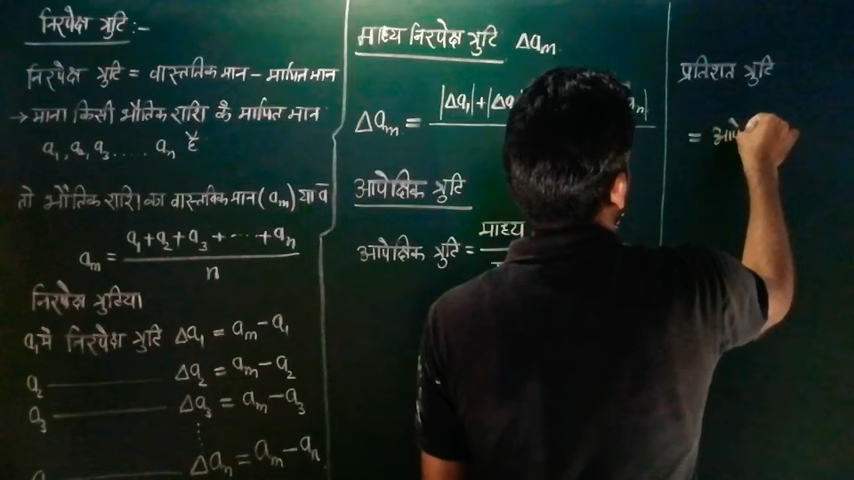 निरपेक्ष त्रुटि :-
निरपेक्ष त्रुटि = वास्तविक मान - मापित मान
→ माना किसी भौतिक राशि के मापित मान
a₁, a₂, a₃ ..... aₙ है
तो भौतिक राशि का वास्तविक मान (aₘ) या ā
aₘ = a₁ + a₂ + a₃ + ..... + aₙ / n
निरपेक्ष त्रुटिया
a₁ मे निरपेक्ष त्रुटि Δa₁ = aₘ - a₁
a₂ ——— Δa₂ = aₘ - a₂
a₃ ——— Δa₃ = aₘ - a₃
⋮
——— Δaₙ = aₘ - aₙ
माध्य निरपेक्ष त्रुटि Δaₘ
Δaₘ = |Δa₁| + |Δa
आपेक्षिक त्रुटि
आपेक्षिक त्रुटि = माध्य
प्रतिशत त्रुटि
= आपे